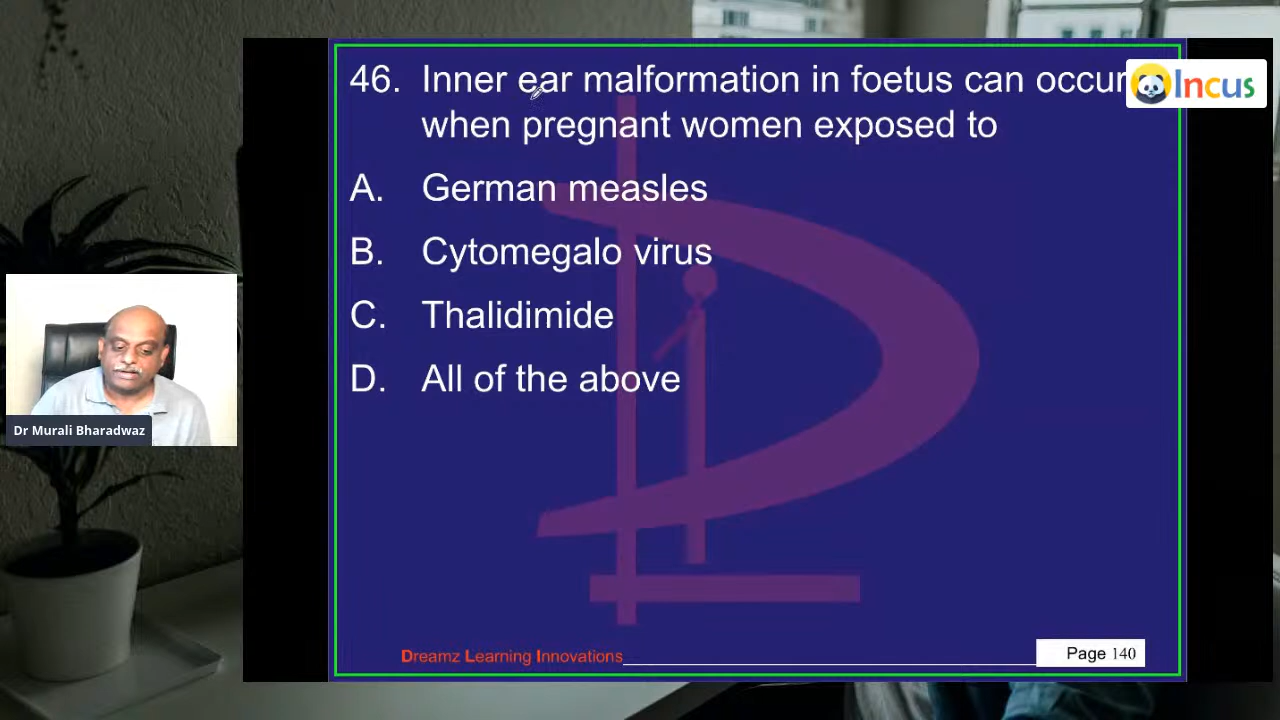 46. Inner ear malformation in foetus can occur
when pregnant women exposed to
A. German measles
B. Cytomegalo virus
C. Thalidimide
D. All of the above
Incus
Dr Murali Bharadwaz
Dreamz Learning Innovations
Page 140